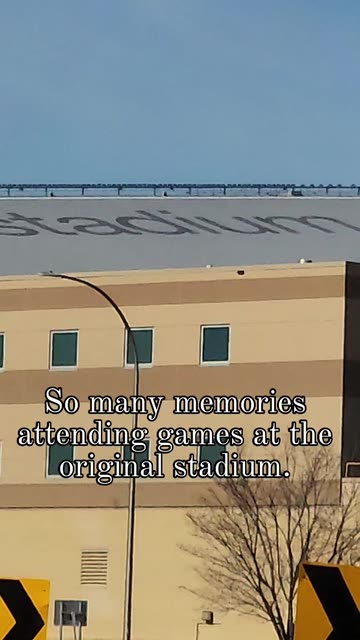 stadium
So many memories
attending games at the
original stadium.